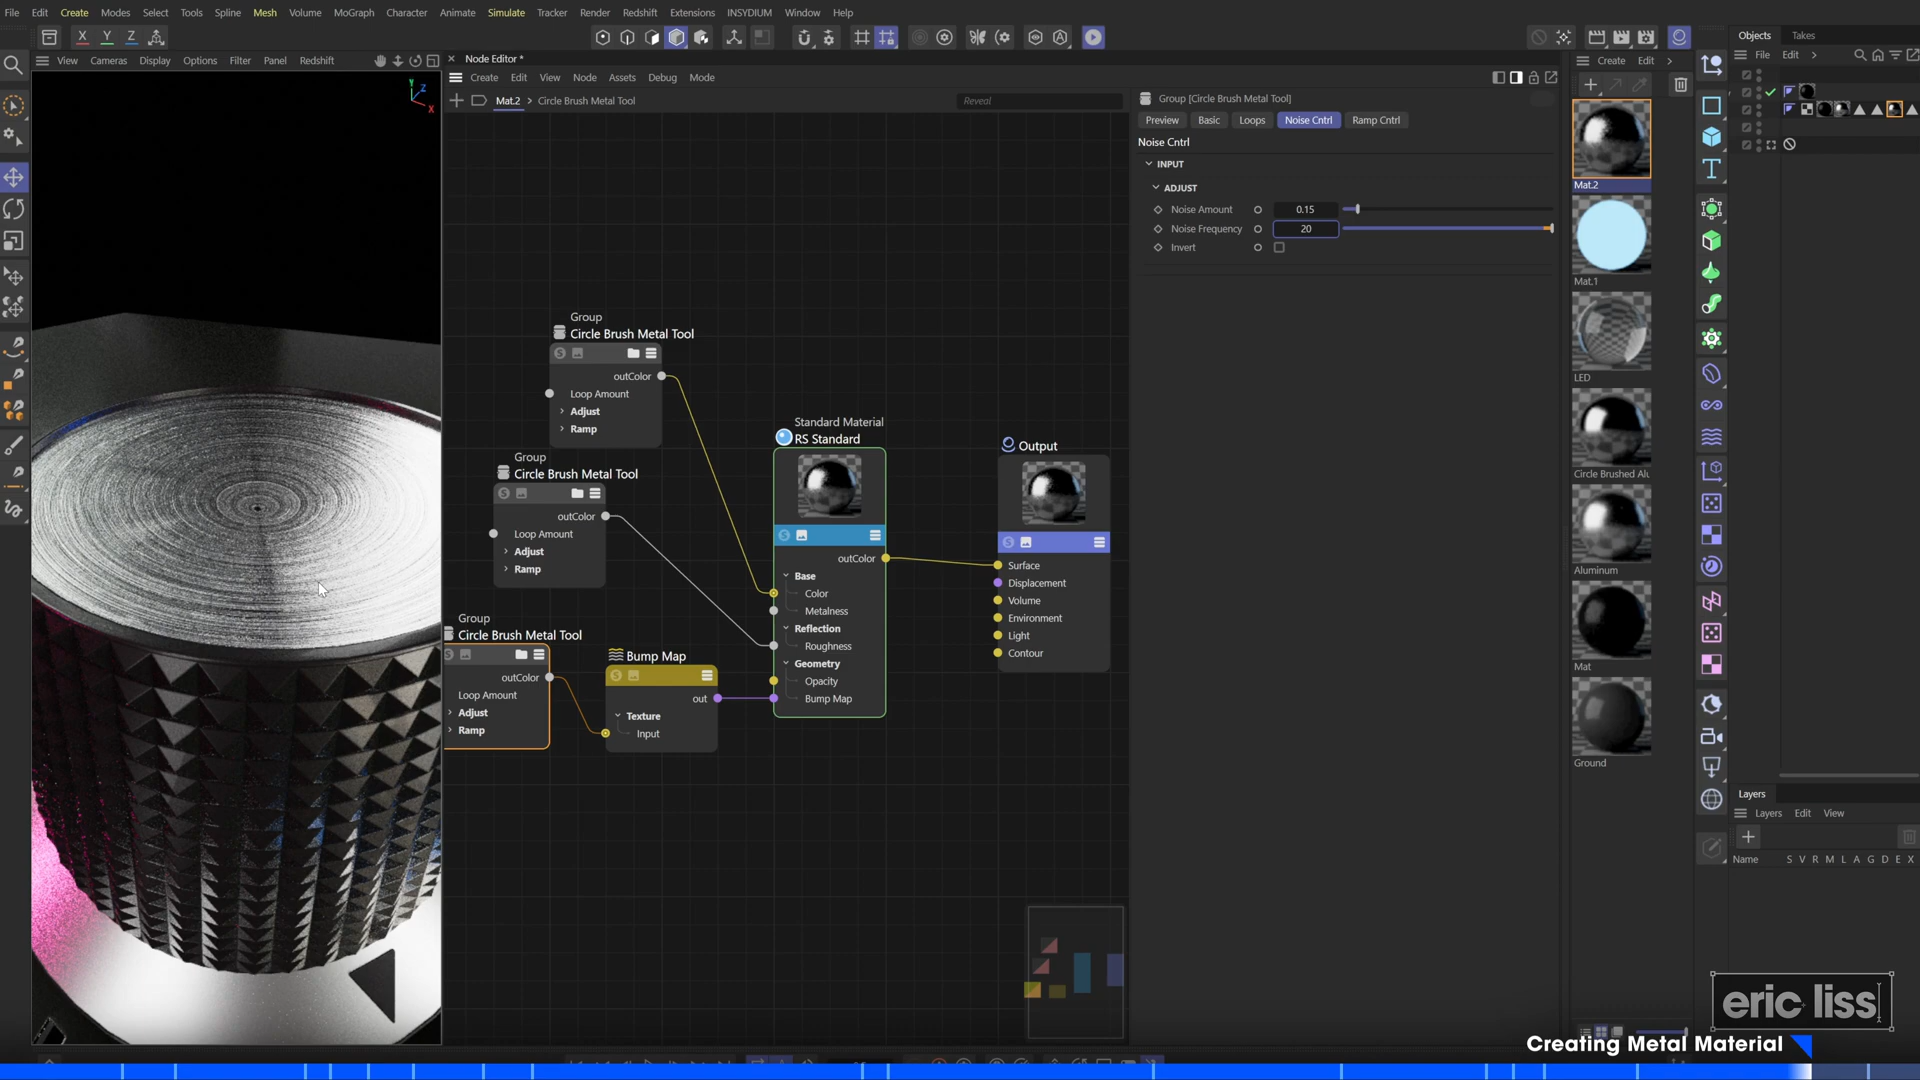 File Edit Create Modes Select Tools Spline Mesh Volume MoGraph Character Animate Simulate Tracker Render Redshift Extensions INSYDIUM Window Help
X Y Z
Objects Takes
View Cameras Display Options Filter Panel Redshift
Node Editor *
Create Edit View Node Assets Debug Mode
Create Edit
File Edit
Mat.2 > Circle Brush Metal Tool
Reveal
Group [Circle Brush Metal Tool]
Preview Basic Loops Noise Cntrl Ramp Cntrl
Noise Cntrl
INPUT
ADJUST
Noise Amount 0.15
Noise Frequency 20
Invert
Y
Z
X
Group
Circle Brush Metal Tool
outColor
Loop Amount
Adjust
Ramp
Group
Circle Brush Metal Tool
outColor
Loop Amount
Adjust
Ramp
Group
Circle Brush Metal Tool
outColor
Loop Amount
Adjust
Ramp
Bump Map
out
Texture
Input
Standard Material
RS Standard
outColor
Base
Color
Metalness
Reflection
Roughness
Geometry
Opacity
Bump Map
Output
Surface
Displacement
Volume
Environment
Light
Contour
Mat.2
Mat.1
LED
Circle Brushed Alu
Aluminum
Mat
Ground
Layers
Layers Edit View
Name S V R M L A G D E X
eric liss
Creating Metal Material